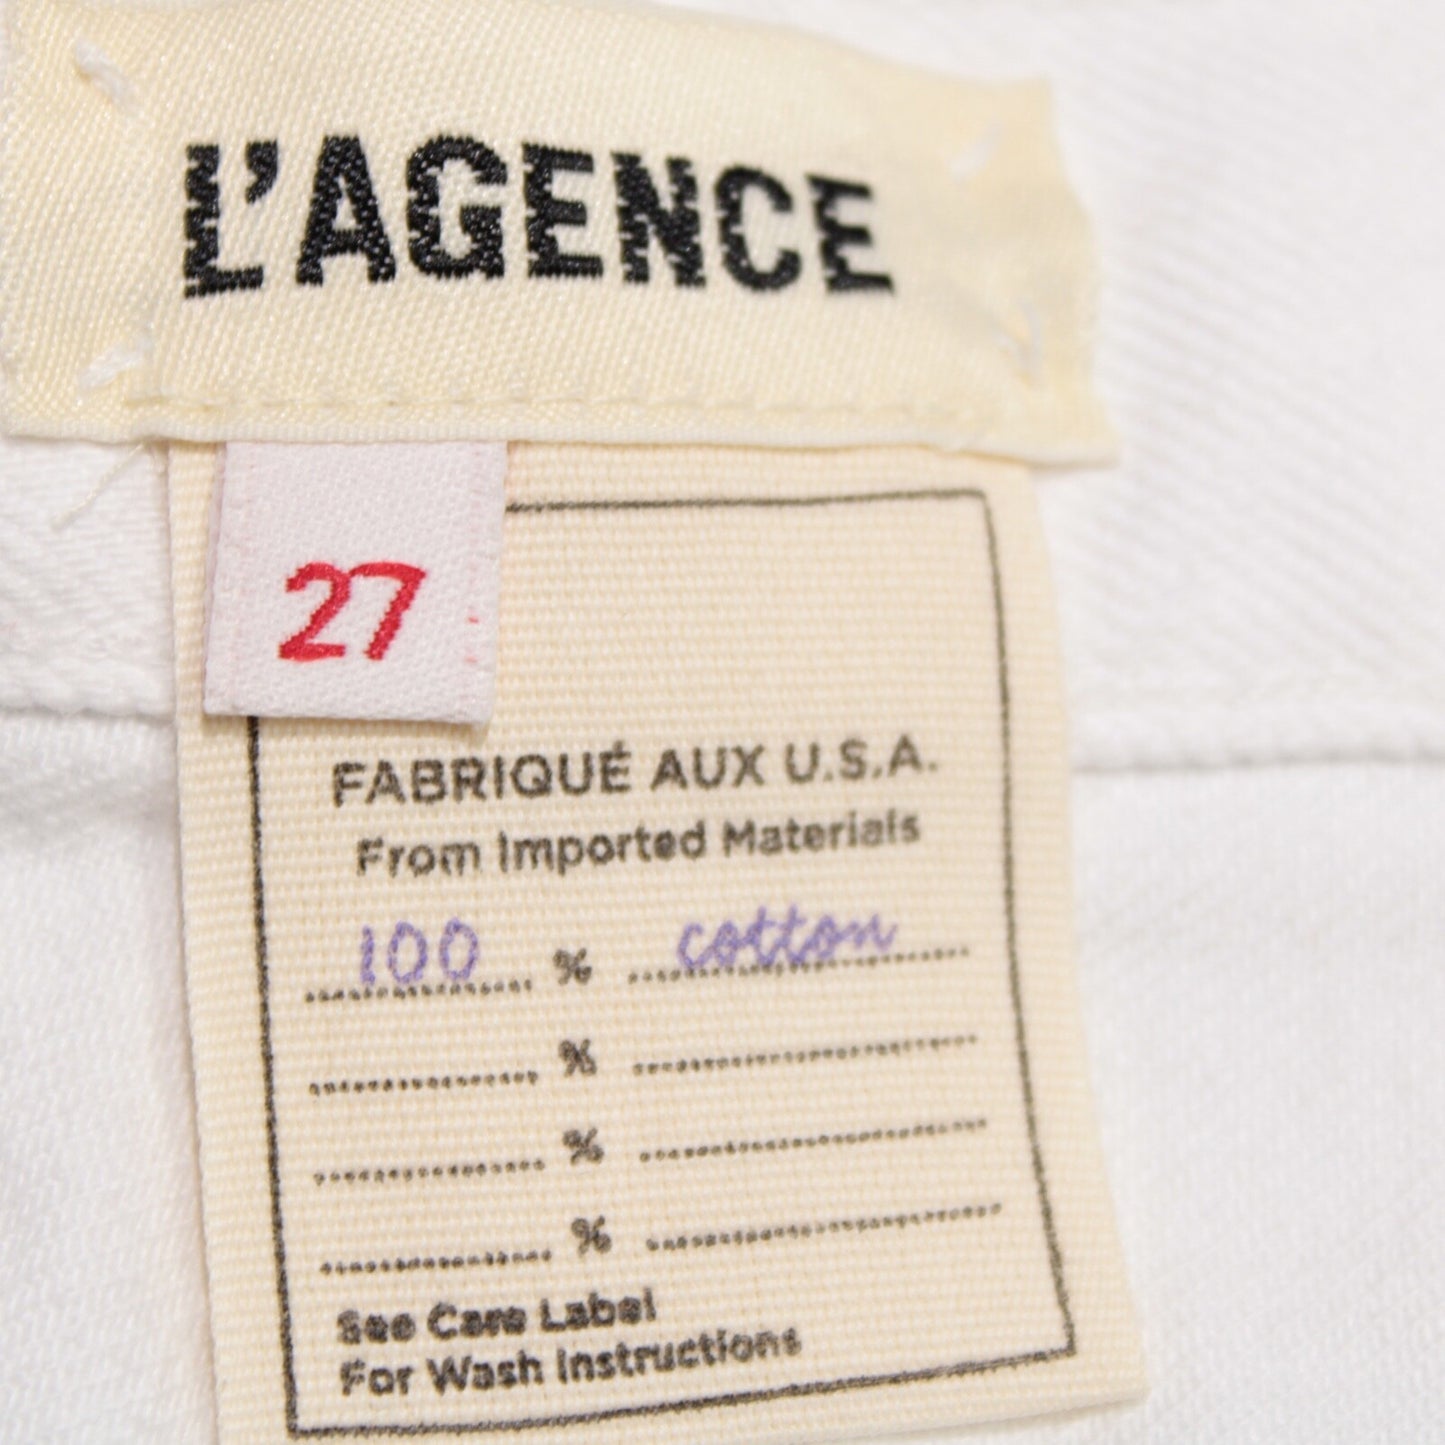 L'AGENCE
27
FABRIQUÉ AUX U.S.A.
From Imported Materials
100 % cotton
%
%
%
See Care Label
For Wash Instructions